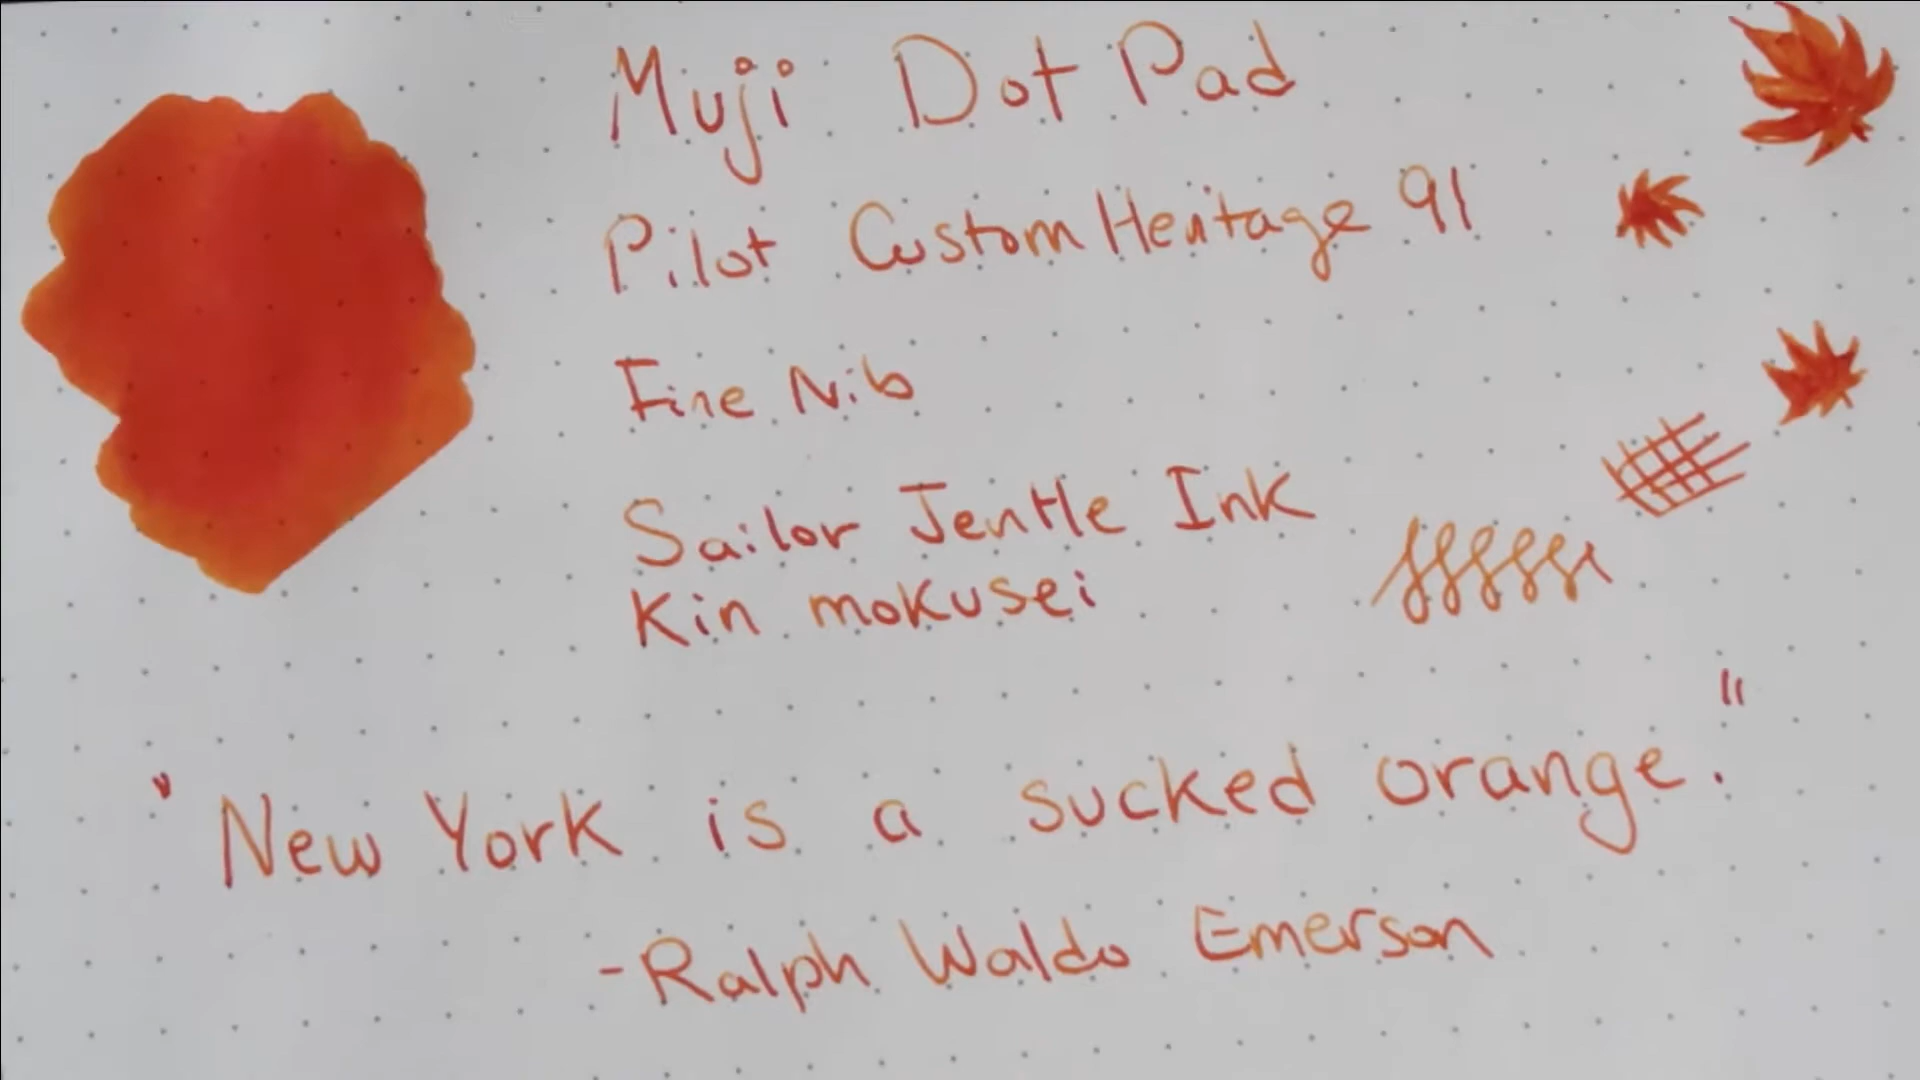 Muji Dot Pad
Pilot Custom Heritage 91
Fine Nib
Sailor Jentle Ink
Kin mokusei
"New York is a sucked orange."
-Ralph Waldo Emerson